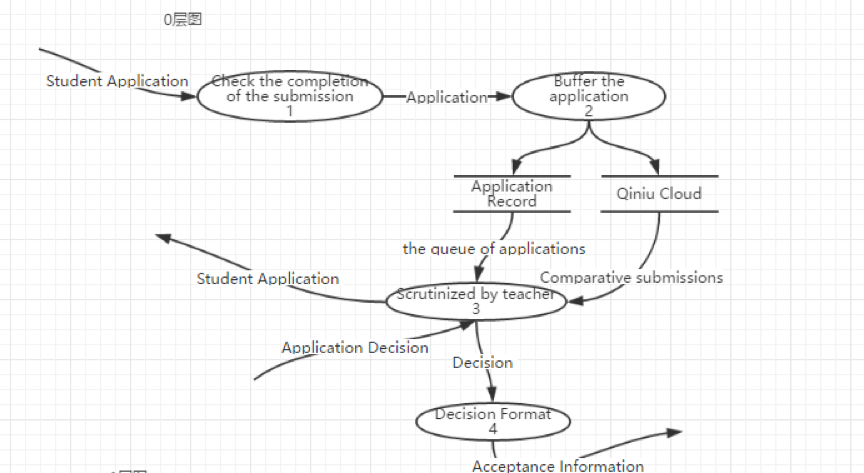 0层图
Student Application
Check the completion
of the submission
1
Application
Buffer the
application
2
Application
Record
Qiniu Cloud
the queue of applications
Student Application
Comparative submissions
Scrutinized by teacher
3
Application Decision
Decision
Decision Format
4
Acceptance Information